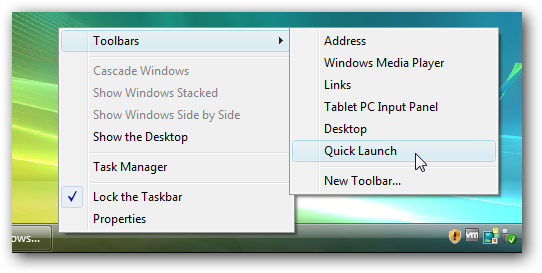 Toolbars
Cascade Windows
Show Windows Stacked
Show Windows Side by Side
Show the Desktop
Task Manager
Lock the Taskbar
Properties
Address
Windows Media Player
Links
Tablet PC Input Panel
Desktop
Quick Launch
New Toolbar...
ows...
vm